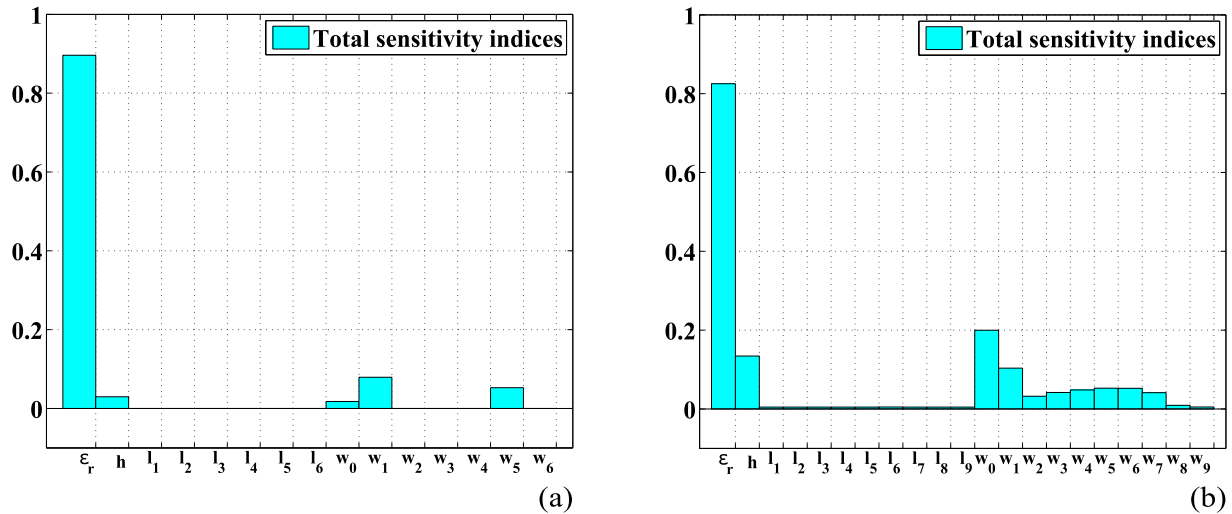 1
0.8
0.6
0.4
0.2
0
Total sensitivity indices
εr h l1 l2 l3 l4 l5 l6 w0 w1 w2 w3 w4 w5 w6
(a)
1
0.8
0.6
0.4
0.2
0
Total sensitivity indices
εr h l1 l2 l3 l4 l5 l6 l7 l8 l9 w0 w1 w2 w3 w4 w5 w6 w7 w8 w9
(b)